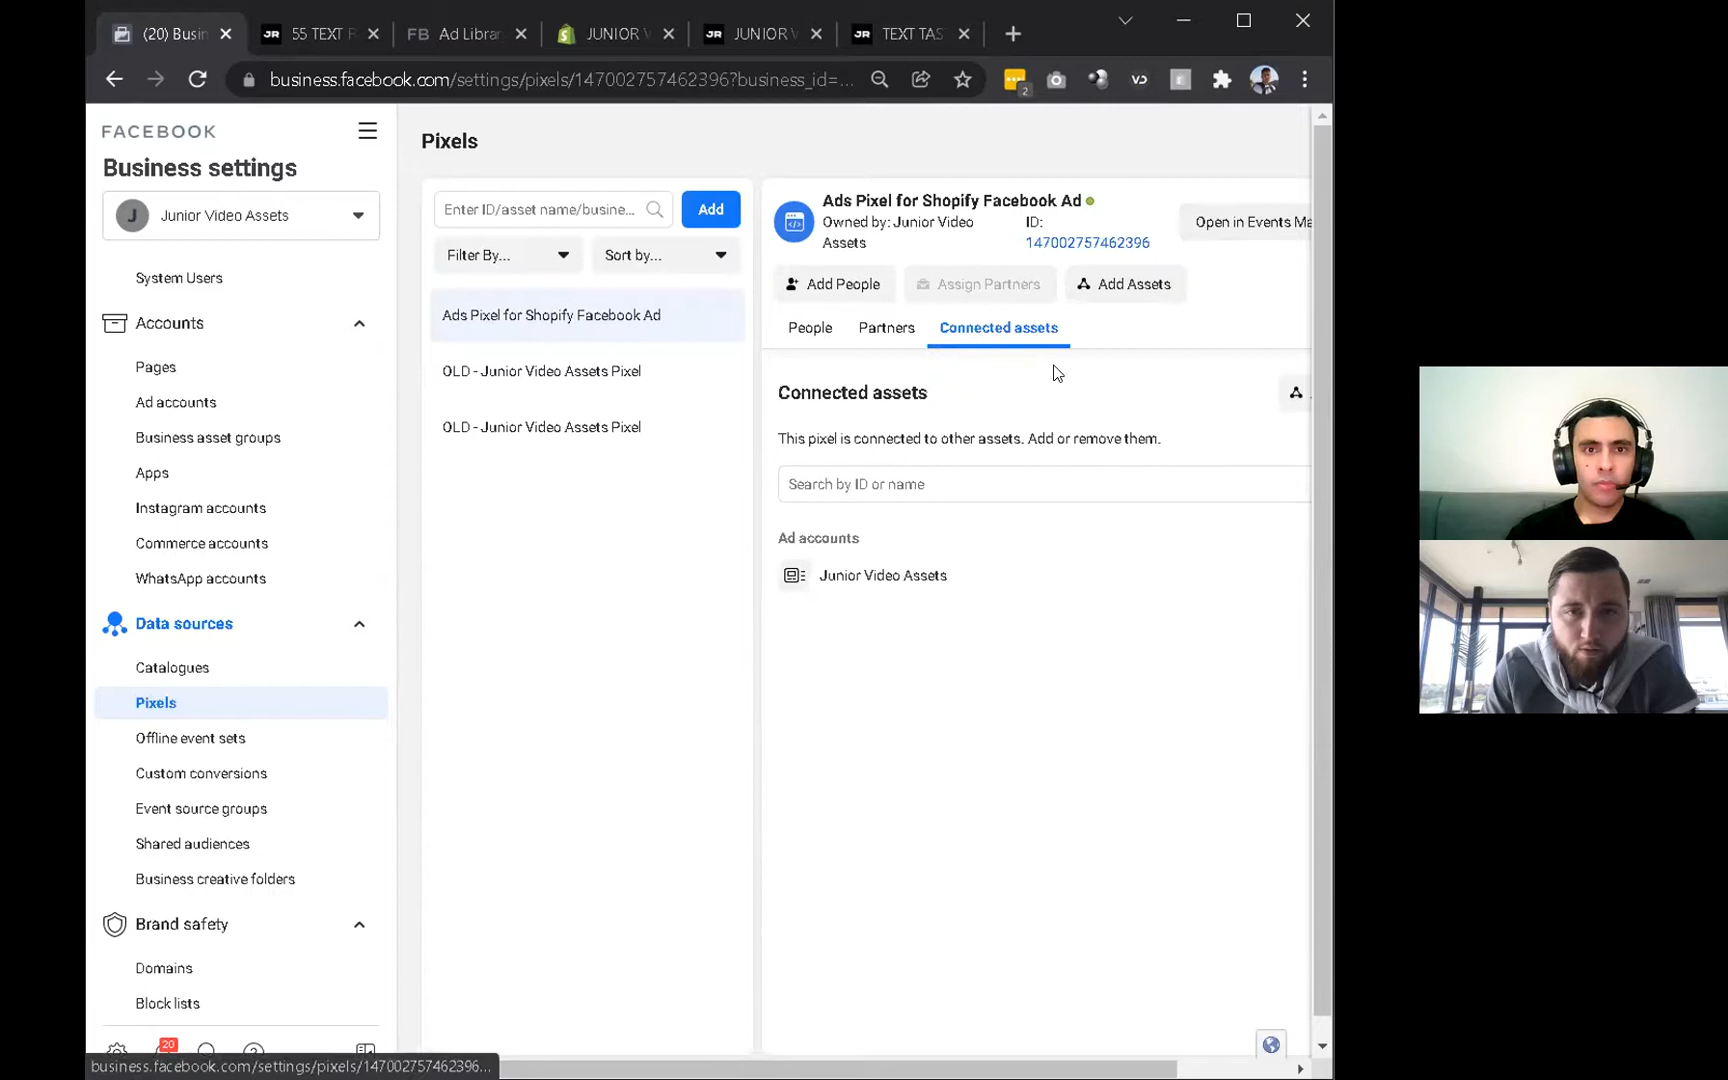 (20) Busin
JR 55 TEXT F
FB Ad Librar
JUNIOR V
JR JUNIOR V
JR TEXT TAS
business.facebook.com/settings/pixels/147002757462396?business_id=...
2
FACEBOOK
Business settings
J Junior Video Assets
System Users
Accounts
Pages
Ad accounts
Business asset groups
Apps
Instagram accounts
Commerce accounts
WhatsApp accounts
Data sources
Catalogues
Pixels
Offline event sets
Custom conversions
Event source groups
Shared audiences
Business creative folders
Brand safety
Domains
Block lists
20
business.facebook.com/settings/pixels/147002757462396...
Pixels
Enter ID/asset name/busine...
Add
Filter By...
Sort by...
Ads Pixel for Shopify Facebook Ad
OLD - Junior Video Assets Pixel
OLD - Junior Video Assets Pixel
Ads Pixel for Shopify Facebook Ad
Owned by: Junior Video
Assets
ID:
147002757462396
Open in Events Ma
Add People
Assign Partners
Add Assets
People
Partners
Connected assets
Connected assets
This pixel is connected to other assets. Add or remove them.
Search by ID or name
Ad accounts
Junior Video Assets